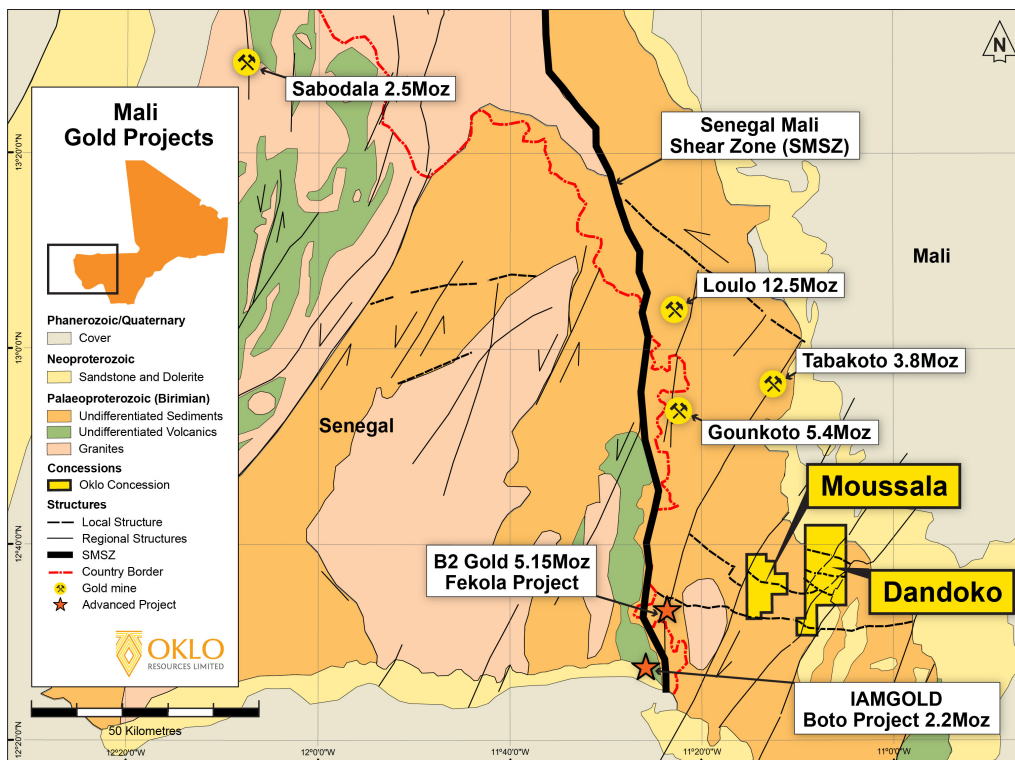 Mali
Gold Projects
Phanerozoic/Quaternary
Cover
Neoproterozoic
Sandstone and Dolerite
Palaeoproterozoic (Birimian)
Undifferentiated Sediments
Undifferentiated Volcanics
Granites
Concessions
Oklo Concession
Structures
Local Structure
Regional Structures
SMSZ
Country Border
Gold mine
Advanced Project
OKLO
RESOURCES LIMITED
50 Kilometres
N
Sabodala 2.5Moz
Senegal Mali
Shear Zone (SMSZ)
Mali
Loulo 12.5Moz
Tabakoto 3.8Moz
Senegal
Gounkoto 5.4Moz
Moussala
B2 Gold 5.15Moz
Fekola Project
Dandoko
IAMGOLD
Boto Project 2.2Moz
13°20'0"N
13°0'0"N
12°40'0"N
12°20'0"N
12°20'0"W
12°0'0"W
11°40'0"W
11°20'0"W
11°0'0"W